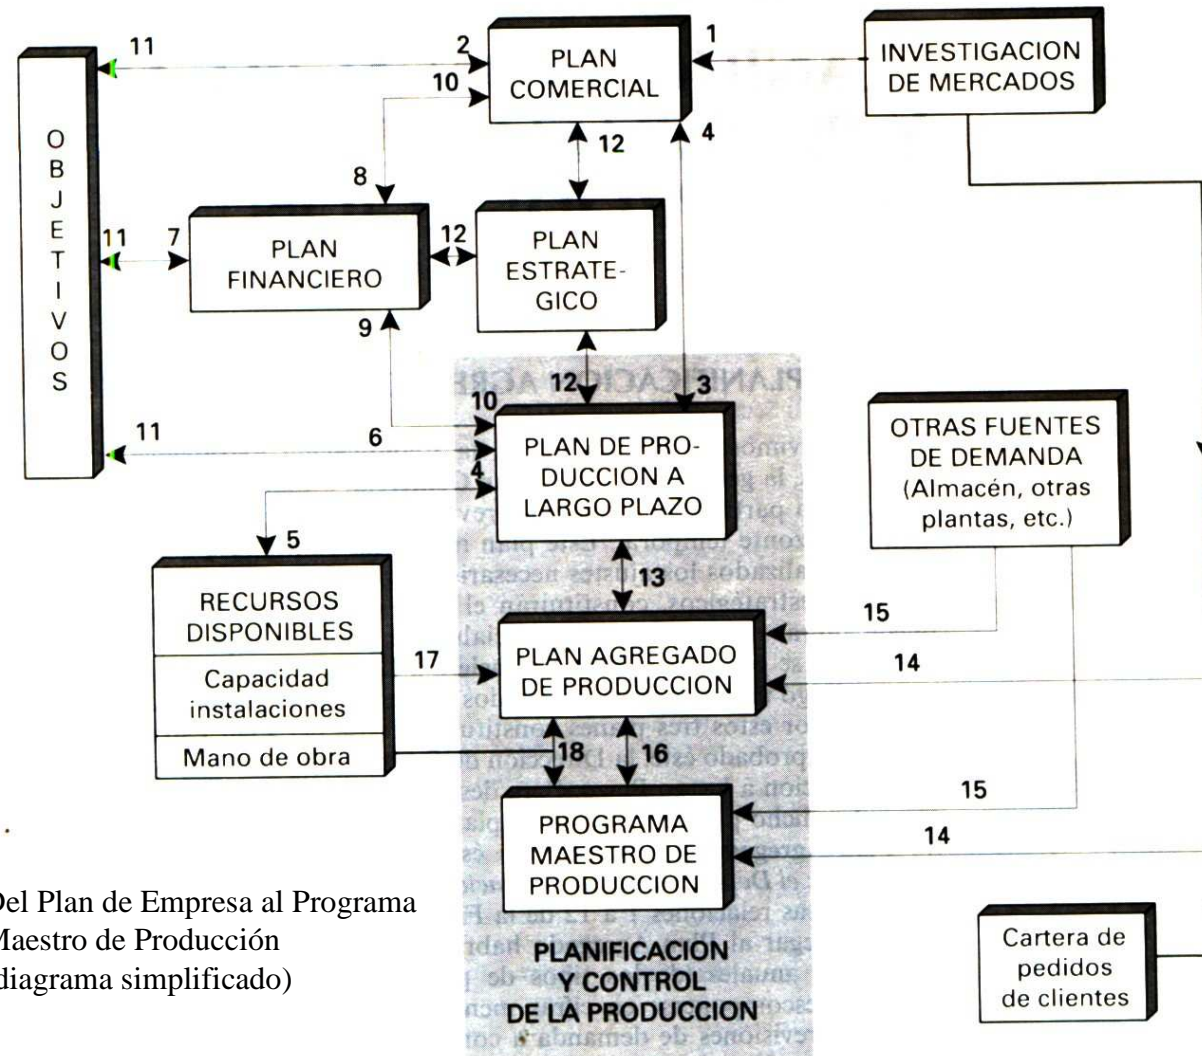 11
2
PLAN
COMERCIAL
1
INVESTIGACION
DE MERCADOS
10
12
4
8
OBJETIVOS
11
7
PLAN
FINANCIERO
12
PLAN
ESTRATE-
GICO
9
PLANIFICACION AGRE
12
3
10
11
6
4
PLAN DE PRO-
DUCCION A
LARGO PLAZO
OTRAS FUENTES
DE DEMANDA
(Almacén, otras
plantas, etc.)
5
13
RECURSOS
DISPONIBLES
Capacidad
instalaciones
Mano de obra
17
PLAN AGREGADO
DE PRODUCCION
15
14
18
16
PROGRAMA
MAESTRO DE
PRODUCCION
15
14
Del Plan de Empresa al Programa
Maestro de Producción
diagrama simplificado)
PLANIFICACION
Y CONTROL
DE LA PRODUCCION
Cartera de
pedidos
de clientes